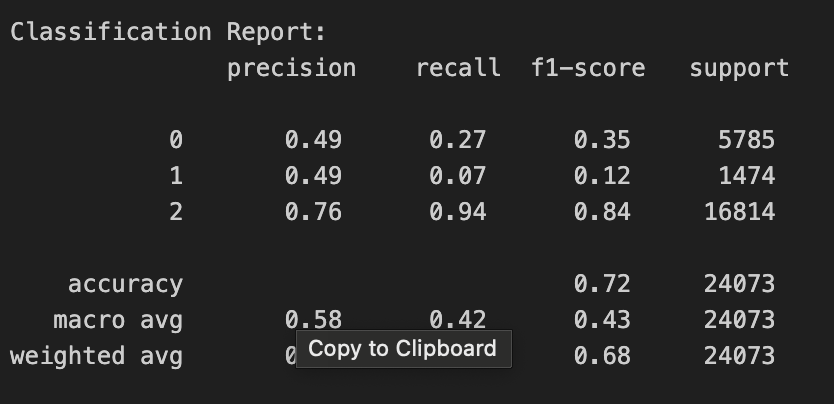 Classification Report:
precision recall f1-score support
0 0.49 0.27 0.35 5785
1 0.49 0.07 0.12 1474
2 0.76 0.94 0.84 16814
accuracy 0.72 24073
macro avg 0.58 0.42 0.43 24073
weighted avg 0.68 24073
Copy to Clipboard